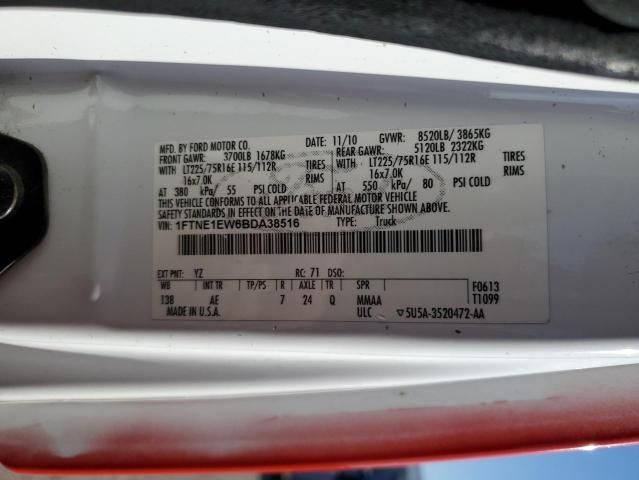 MFD. BY FORD MOTOR CO. DATE: 11/10 GVWR: 8520LB/ 3865KG
FRONT GAWR: 3700LB 1678KG REAR GAWR: 5120LB 2322KG
WITH LT225/75R16E 115/112R TIRES WITH LT225/75R16E 115/112R TIRES
16x7.0K RIMS 16x7.0K RIMS
AT 380 kPa/ 55 PSI COLD AT 550 kPa/ 80 PSI COLD
THIS VEHICLE CONFORMS TO ALL APPLICABLE FEDERAL MOTOR VEHICLE
SAFETY STANDARDS IN EFFECT ON THE DATE OF MANUFACTURE SHOWN ABOVE.
VIN: 1FTNE1EW6BDA38516 TYPE: Truck
EXT PNT: YZ RC: 71 DSO:
WB INT TR TP/PS R AXLE TR SPR F0613
138 AE 7 24 Q MMAA T1099
MADE IN U.S.A. ULC ▽5U5A-3520472-AA